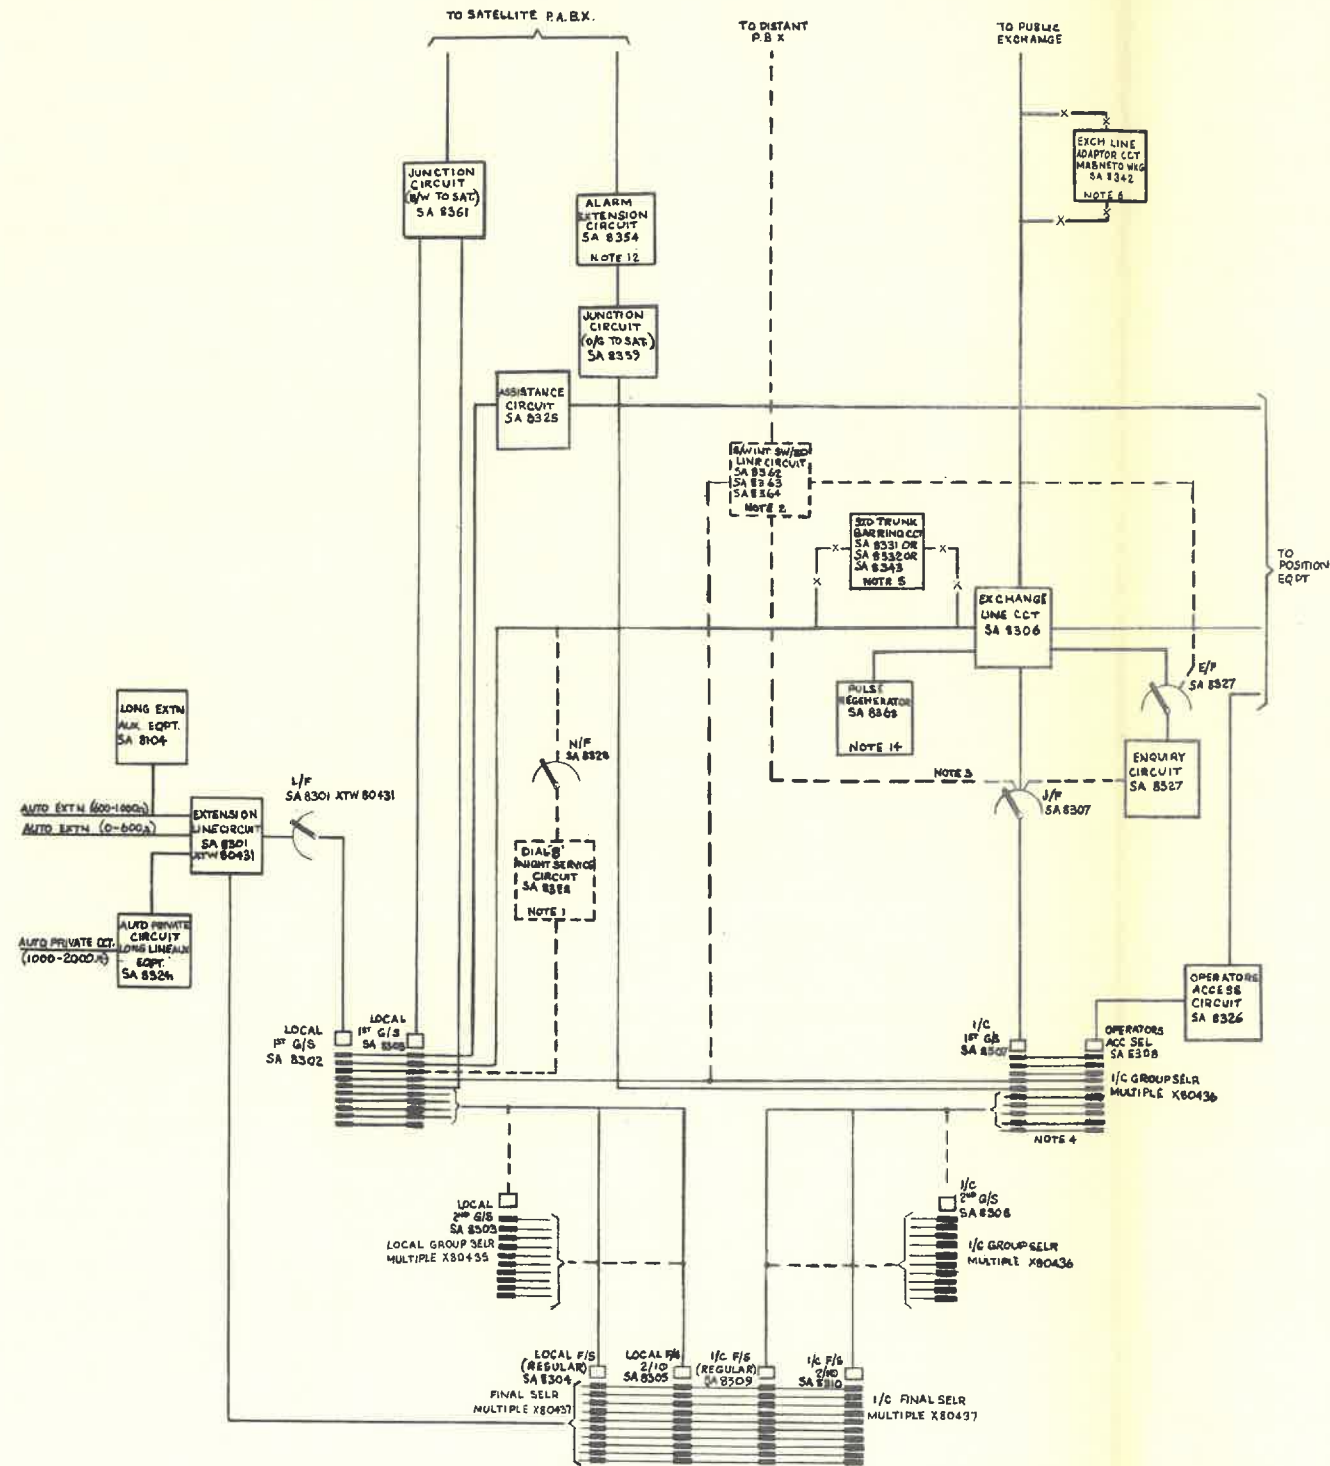 TO SATELLITE P.A.B.X.
TO DISTANT
P.B X
TO PUBLIC
EXCHANGE
EXCH LINE
ADAPTOR CCT
MAGNETO WKG
SA 8342
NOTE 6
JUNCTION
CIRCUIT
(B/W TO SAT.)
SA 8361
ALARM
EXTENSION
CIRCUIT
SA 8354
NOTE 12
JUNCTION
CIRCUIT
(O/G TO SAT.)
SA 8359
ASSISTANCE
CIRCUIT
SA 8325
B/W INT SW/BD
LINE CIRCUIT
SA 8362
SA 8363
SA 8364
NOTE 2
STD TRUNK
BARRING CCT
SA 8331 OR
SA 8332 OR
SA 8343
NOTE 5
TO
POSITION
EQPT
EXCHANGE
LINE CCT
SA 8306
E/F
SA 8327
PULSE
REGENERATOR
SA 8368
NOTE 14
LONG EXTN
AUX. EQPT.
SA 8104
N/F
SA 8328
ENQUIRY
CIRCUIT
SA 8327
NOTE 3
J/F
SA 8307
L/F
SA 8301 XTW 80431
AUTO EXTN (600-1000Ω)
AUTO EXTN (0-600Ω)
EXTENSION
LINE CIRCUIT
SA 8301
XTW 80431
DIAL 8
NIGHT SERVICE
CIRCUIT
SA 8328
NOTE 1
AUTO PRIVATE CCT.
(1000-2000Ω)
AUTO PRIVATE
CIRCUIT
LONG LINE AUX
EQPT.
SA 8324
OPERATORS
ACCESS
CIRCUIT
SA 8326
LOCAL
1ST G/S
SA 8302
LOCAL
1ST G/S
SA 8303
I/C
1ST G/S
SA 8307
OPERATORS
ACC SEL
SA 8308
I/C GROUP SELR
MULTIPLE X80436
NOTE 4
LOCAL
2ND G/S
SA 8303
LOCAL GROUP SELR
MULTIPLE X80435
I/C
2ND G/S
SA 8308
I/C GROUP SELR
MULTIPLE X80436
LOCAL F/S
(REGULAR)
SA 8304
LOCAL F/S
2/10
SA 8305
I/C F/S
(REGULAR)
SA 8309
I/C F/S
2/10
SA 8310
FINAL SELR
MULTIPLE X80437
I/C FINAL SELR
MULTIPLE X80437